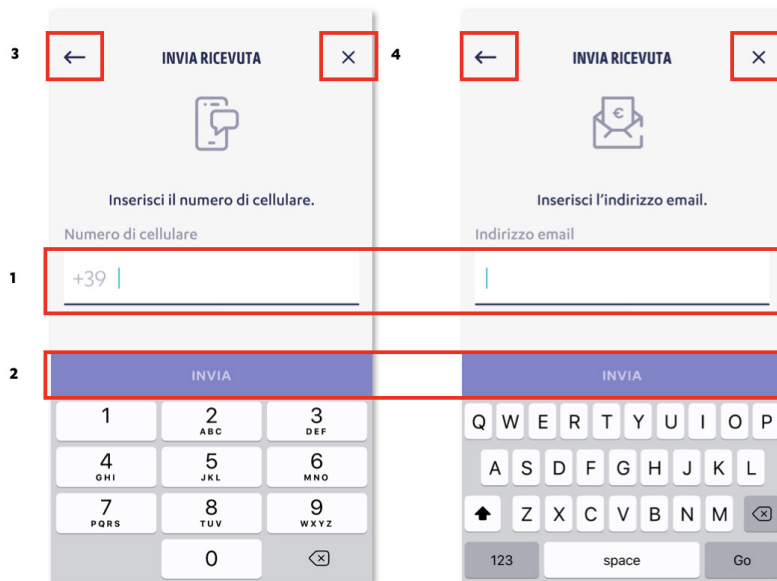 3
INVIA RICEVUTA
4
INVIA RICEVUTA
€
Inserisci il numero di cellulare.
Inserisci l'indirizzo email.
Numero di cellulare
Indirizzo email
1
+39
2
INVIA
INVIA
1
2
ABC
3
DEF
4
GHI
5
JKL
6
MNO
7
PQRS
8
TUV
9
WXYZ
0
Q W E R T Y U I O P
A S D F G H J K L
Z X C V B N M
123 space Go